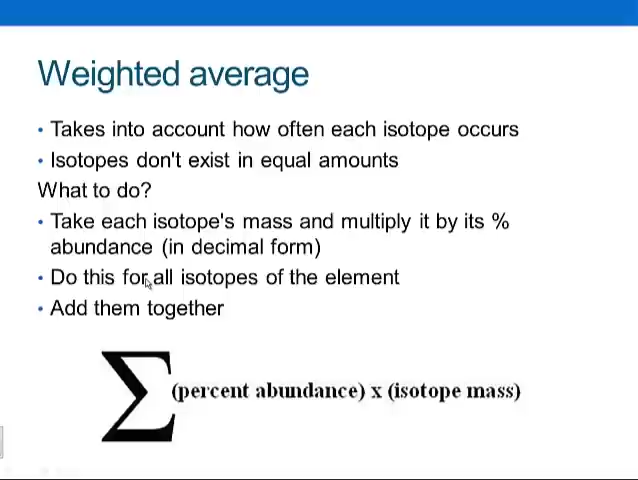 Weighted average
• Takes into account how often each isotope occurs
• Isotopes don't exist in equal amounts
What to do?
• Take each isotope's mass and multiply it by its %
abundance (in decimal form)
• Do this for all isotopes of the element
• Add them together
∑ (percent abundance) x (isotope mass)